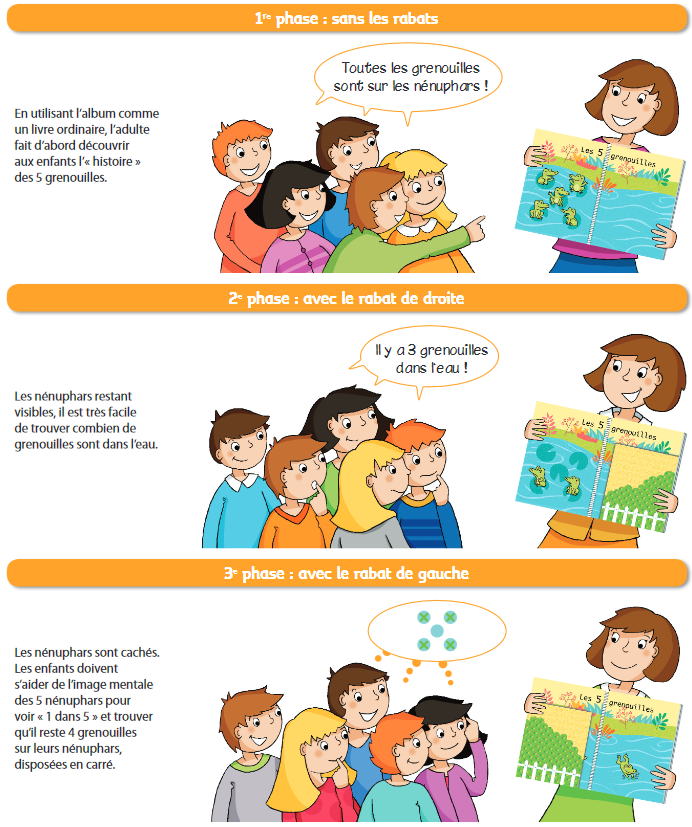 1re phase : sans les rabats
Toutes les grenouilles
sont sur les nénuphars !
En utilisant l'album comme
un livre ordinaire, l'adulte
fait d'abord découvrir
aux enfants l'« histoire »
des 5 grenouilles.
Les 5 grenouilles
2e phase : avec le rabat de droite
Il y a 3 grenouilles
dans l'eau !
Les nénuphars restant
visibles, il est très facile
de trouver combien de
grenouilles sont dans l'eau.
Les 5 grenouilles
3e phase : avec le rabat de gauche
Les nénuphars sont cachés.
Les enfants doivent
s'aider de l'image mentale
des 5 nénuphars pour
voir « 1 dans 5 » et trouver
qu'il reste 4 grenouilles
sur leurs nénuphars,
disposées en carré.
Les 5 grenouilles